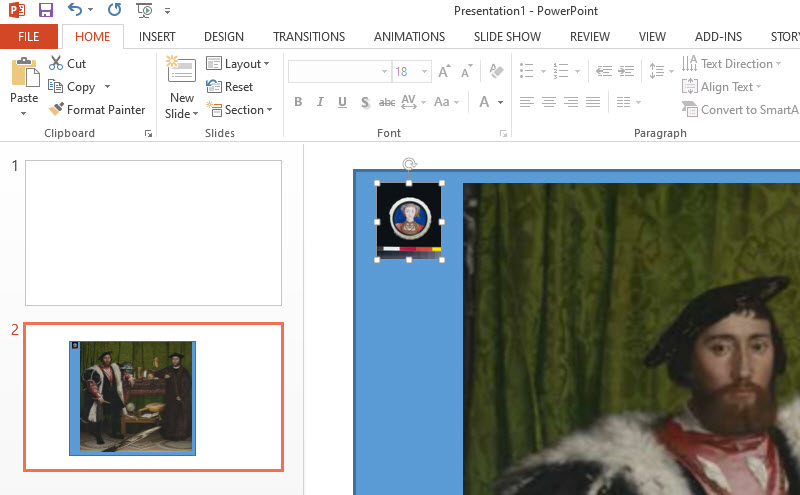 Presentation1 - PowerPoint
FILE HOME INSERT DESIGN TRANSITIONS ANIMATIONS SLIDE SHOW REVIEW VIEW ADD-INS STORY
Paste
Cut
Copy
Format Painter
Clipboard
New
Slide
Layout
Reset
Section
Slides
18
A A
B I U S abc AV Aa A
Font
Text Direction
Align Text
Convert to SmartA
Paragraph
1
2